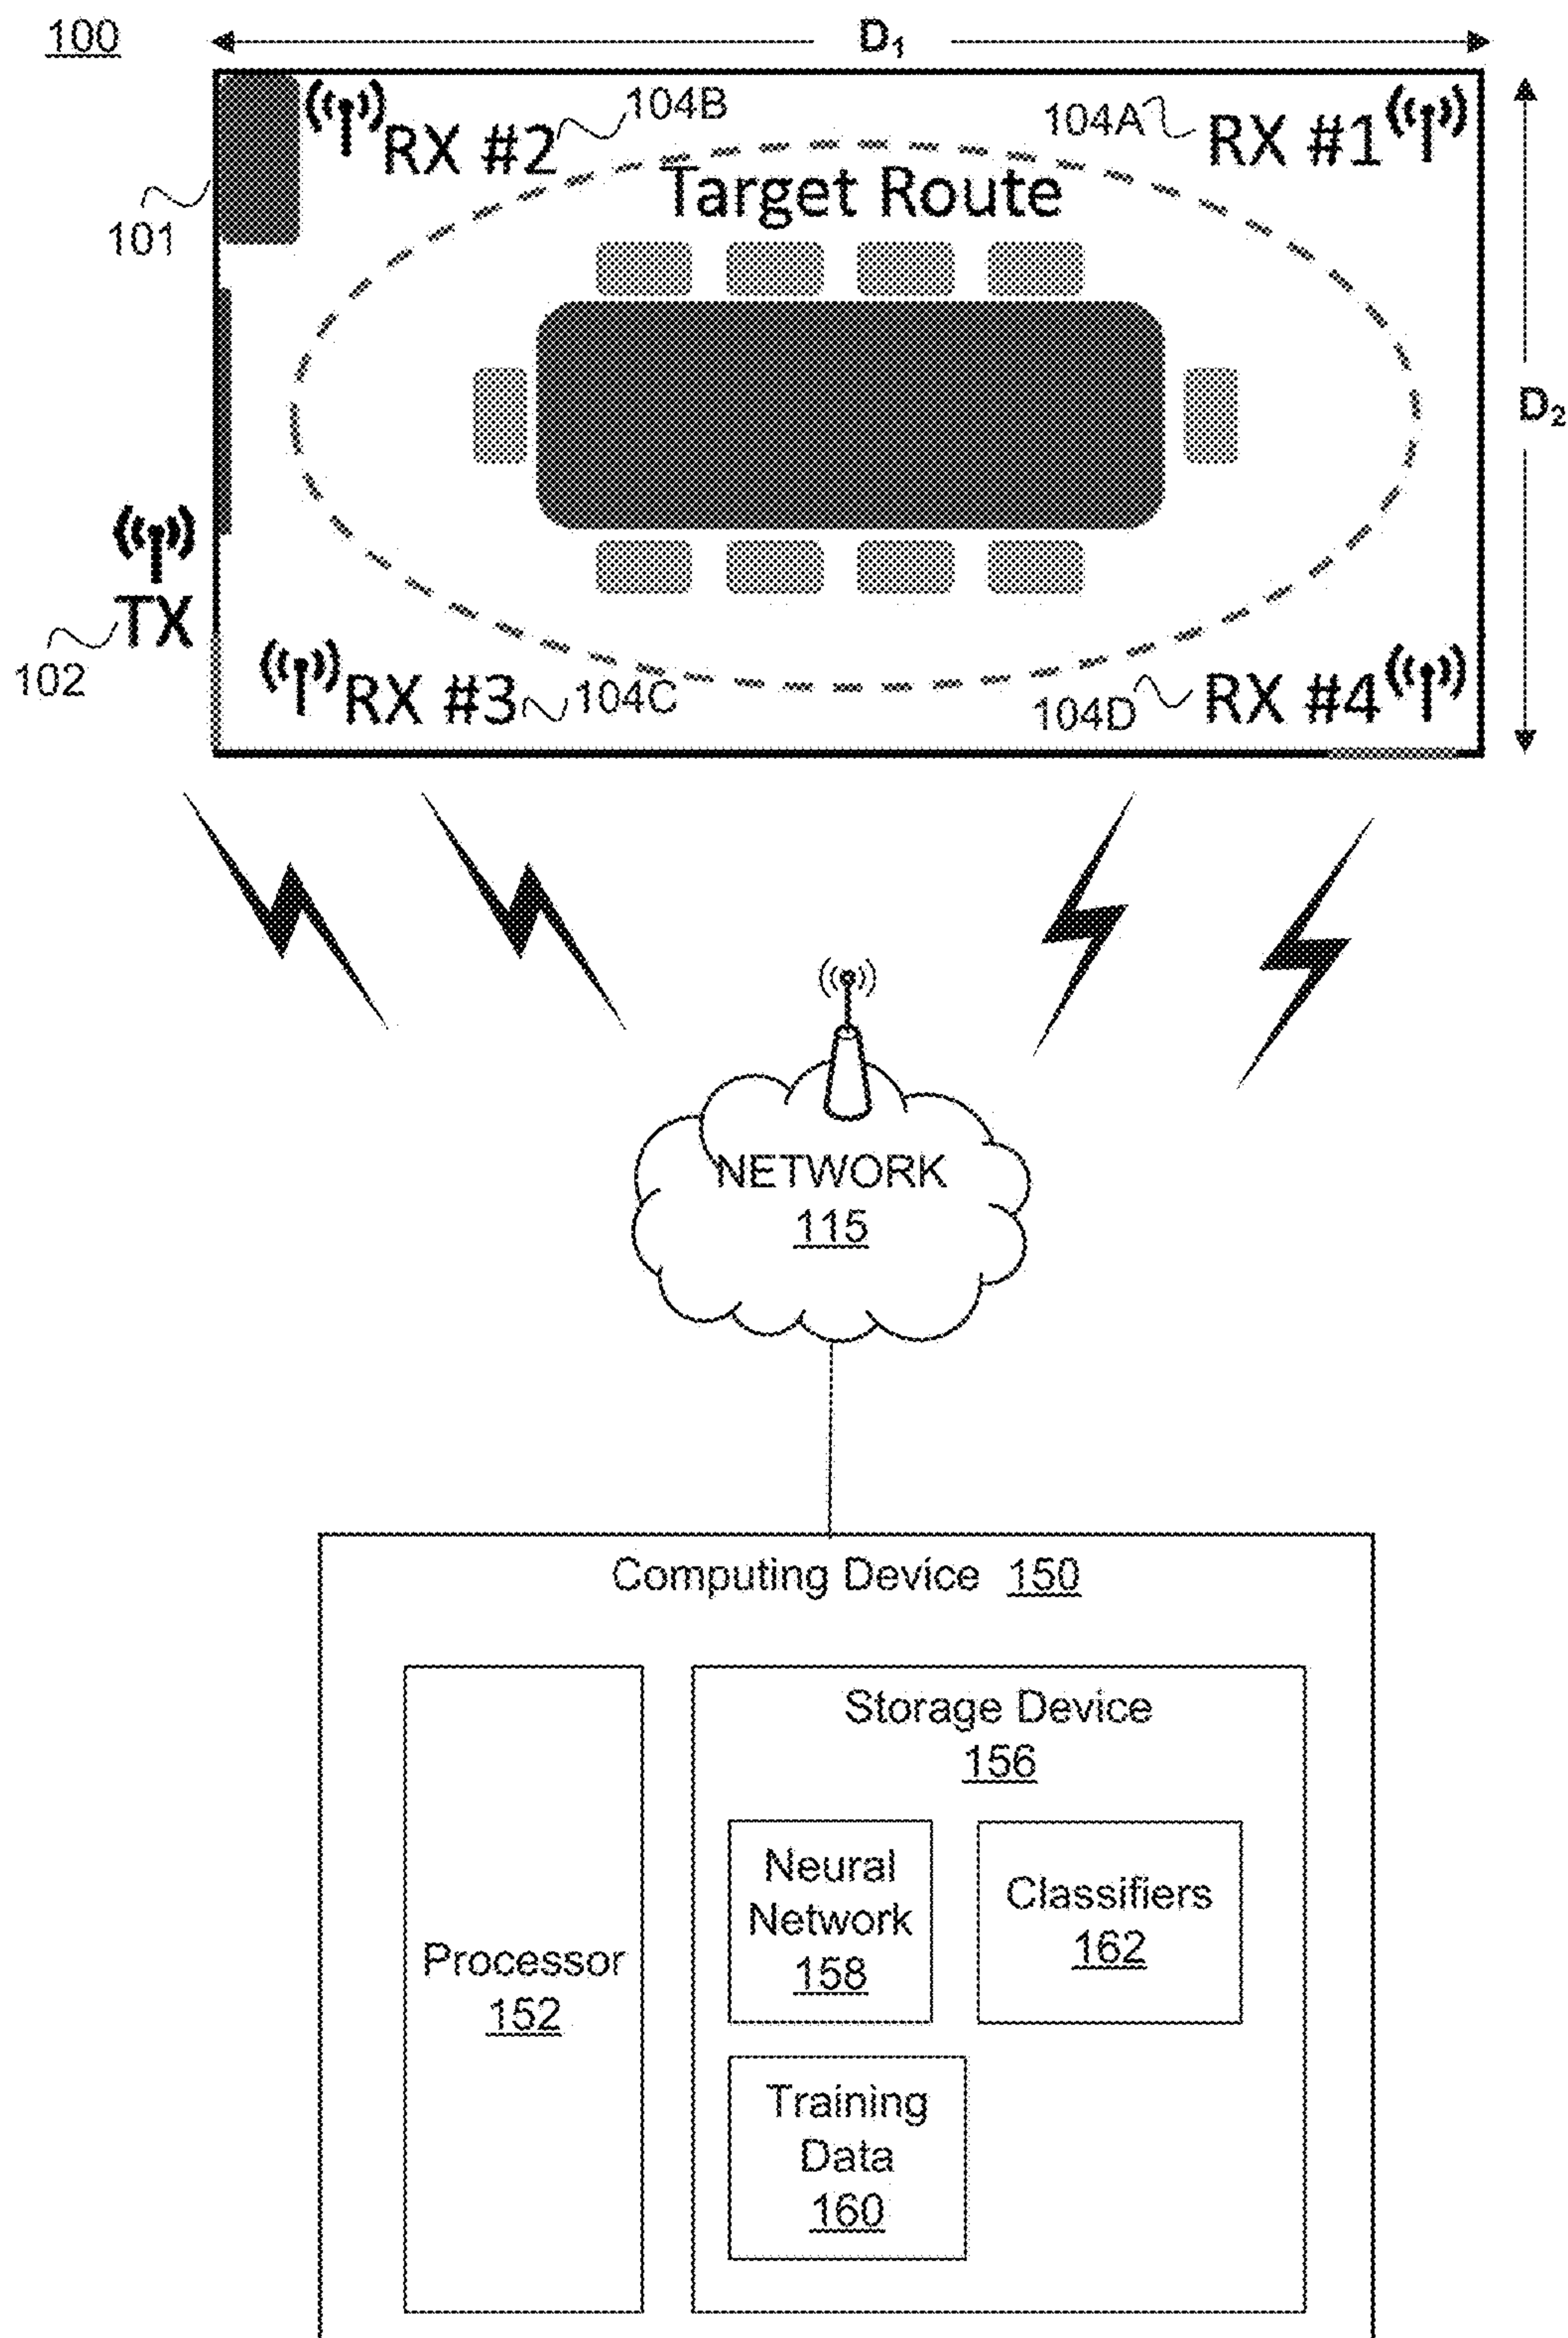 100
D₁
104B
104A
RX #2
RX #1
Target Route
101
D₂
TX
102
RX #3
104C
104D
RX #4
NETWORK
115
Computing Device 150
Storage Device
156
Neural
Network
158
Classifiers
162
Processor
152
Training
Data
160